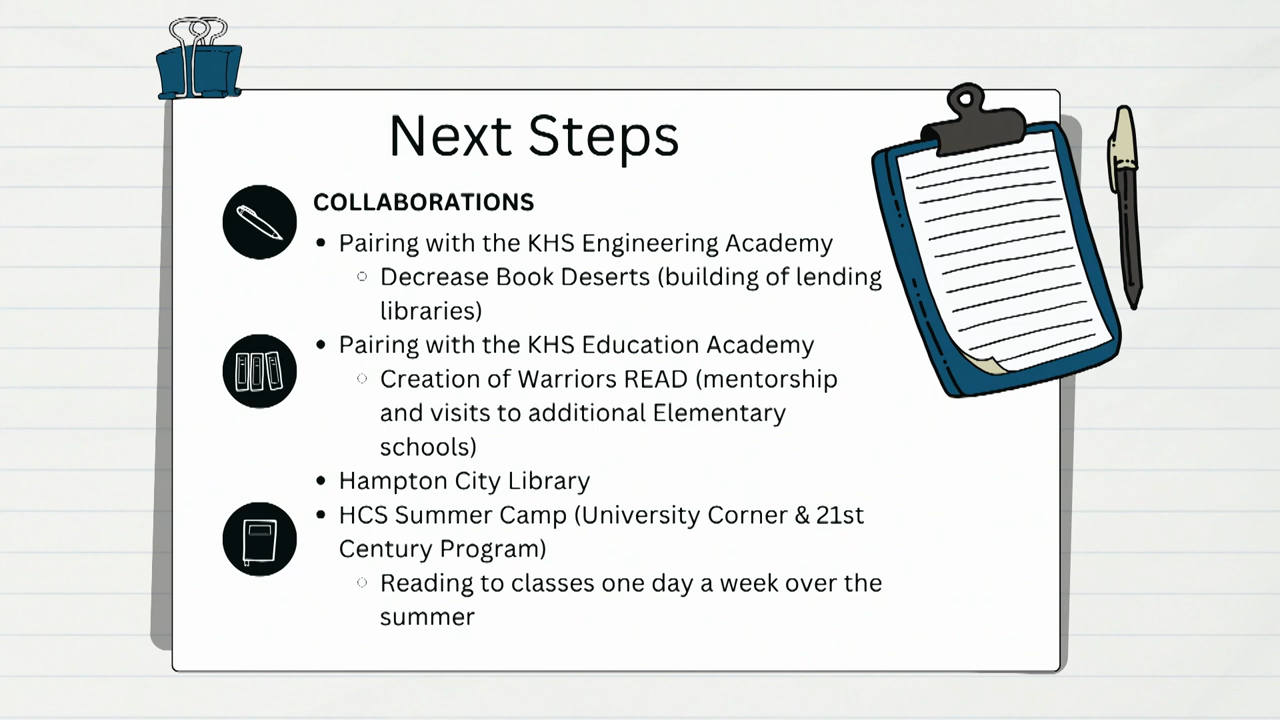 Next Steps
COLLABORATIONS
• Pairing with the KHS Engineering Academy
○ Decrease Book Deserts (building of lending
libraries)
• Pairing with the KHS Education Academy
○ Creation of Warriors READ (mentorship
and visits to additional Elementary
schools)
• Hampton City Library
• HCS Summer Camp (University Corner & 21st
Century Program)
○ Reading to classes one day a week over the
summer